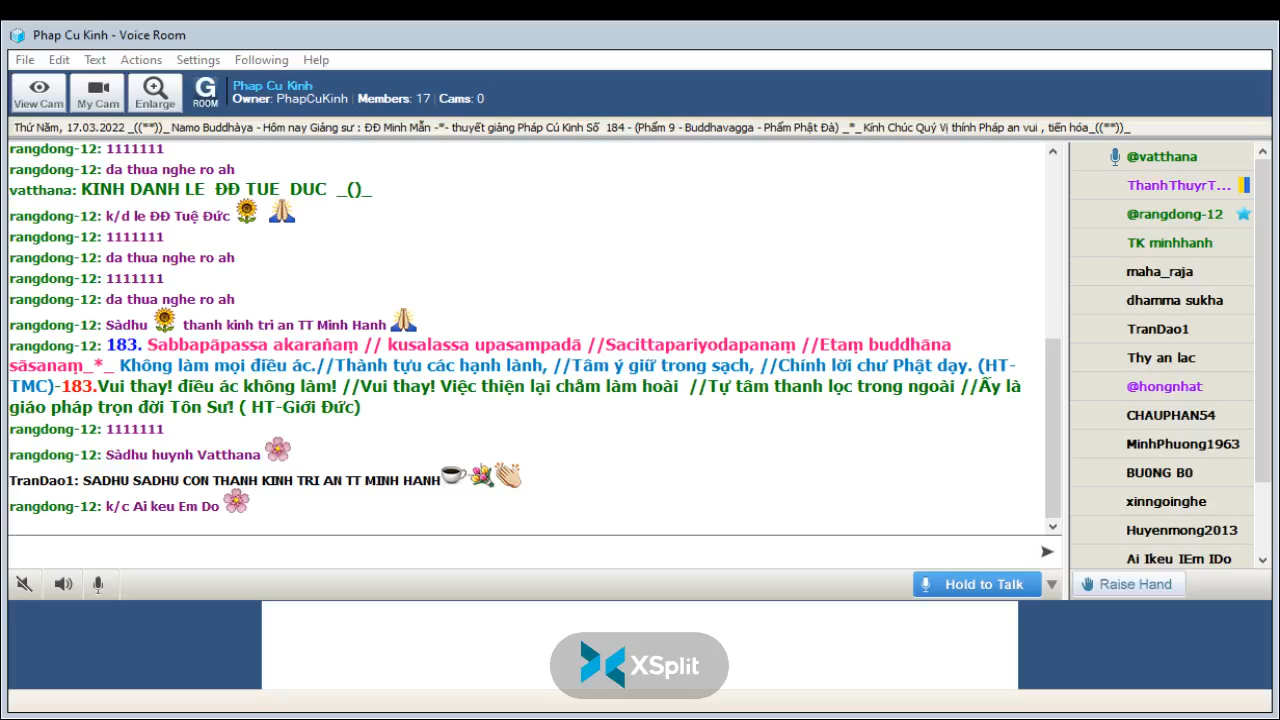 Phap Cu Kinh - Voice Room
File Edit Text Actions Settings Following Help
View Cam My Cam Enlarge G ROOM
Phap Cu Kinh
Owner: PhapCuKinh | Members: 17 | Cams: 0
Thứ Năm, 17.03.2022 _((**))_ Namo Buddhàya - Hôm nay Giảng sư : ĐĐ Minh Mẫn -*- thuyết giảng Pháp Cú Kinh Số 184 - (Phẩm 9 - Buddhavagga - Phẩm Phật Đà) _*_ Kính Chúc Quý Vị thính Pháp an vui , tiến hóa_((**))_
rangdong-12: 1111111
rangdong-12: da thua nghe ro ah
vatthana: KINH DANH LE ĐĐ TUE DUC _()_
rangdong-12: k/d le ĐĐ Tuệ Đức
rangdong-12: 1111111
rangdong-12: da thua nghe ro ah
rangdong-12: 1111111
rangdong-12: da thua nghe ro ah
rangdong-12: Sàdhu thanh kinh tri an TT Minh Hanh
rangdong-12: 183. Sabbapāpassa akaraṅaṃ // kusalassa upasampadā //Sacittapariyodapanaṃ //Etaṃ buddhāna
sāsanaṃ_*_ Không làm mọi điều ác.//Thành tựu các hạnh lành, //Tâm ý giữ trong sạch, //Chính lời chư Phật dạy. (HT-
TMC)-183.Vui thay! điều ác không làm! //Vui thay! Việc thiện lại chăm làm hoài //Tự tâm thanh lọc trong ngoài //Ấy là
giáo pháp trọn đời Tôn Sư! ( HT-Giới Đức)
rangdong-12: 1111111
rangdong-12: Sàdhu huynh Vatthana
TranDao1: SADHU SADHU CON THANH KINH TRI AN TT MINH HANH
rangdong-12: k/c Ai keu Em Do
@vatthana
ThanhThuyrT...
@rangdong-12
TK minhhanh
maha_raja
dhamma sukha
TranDao1
Thy an lac
@hongnhat
CHAUPHAN54
MinhPhuong1963
BU0NG B0
xinngoinghe
Huyenmong2013
Ai Ikeu IEm IDo
Hold to Talk
Raise Hand
XSplit